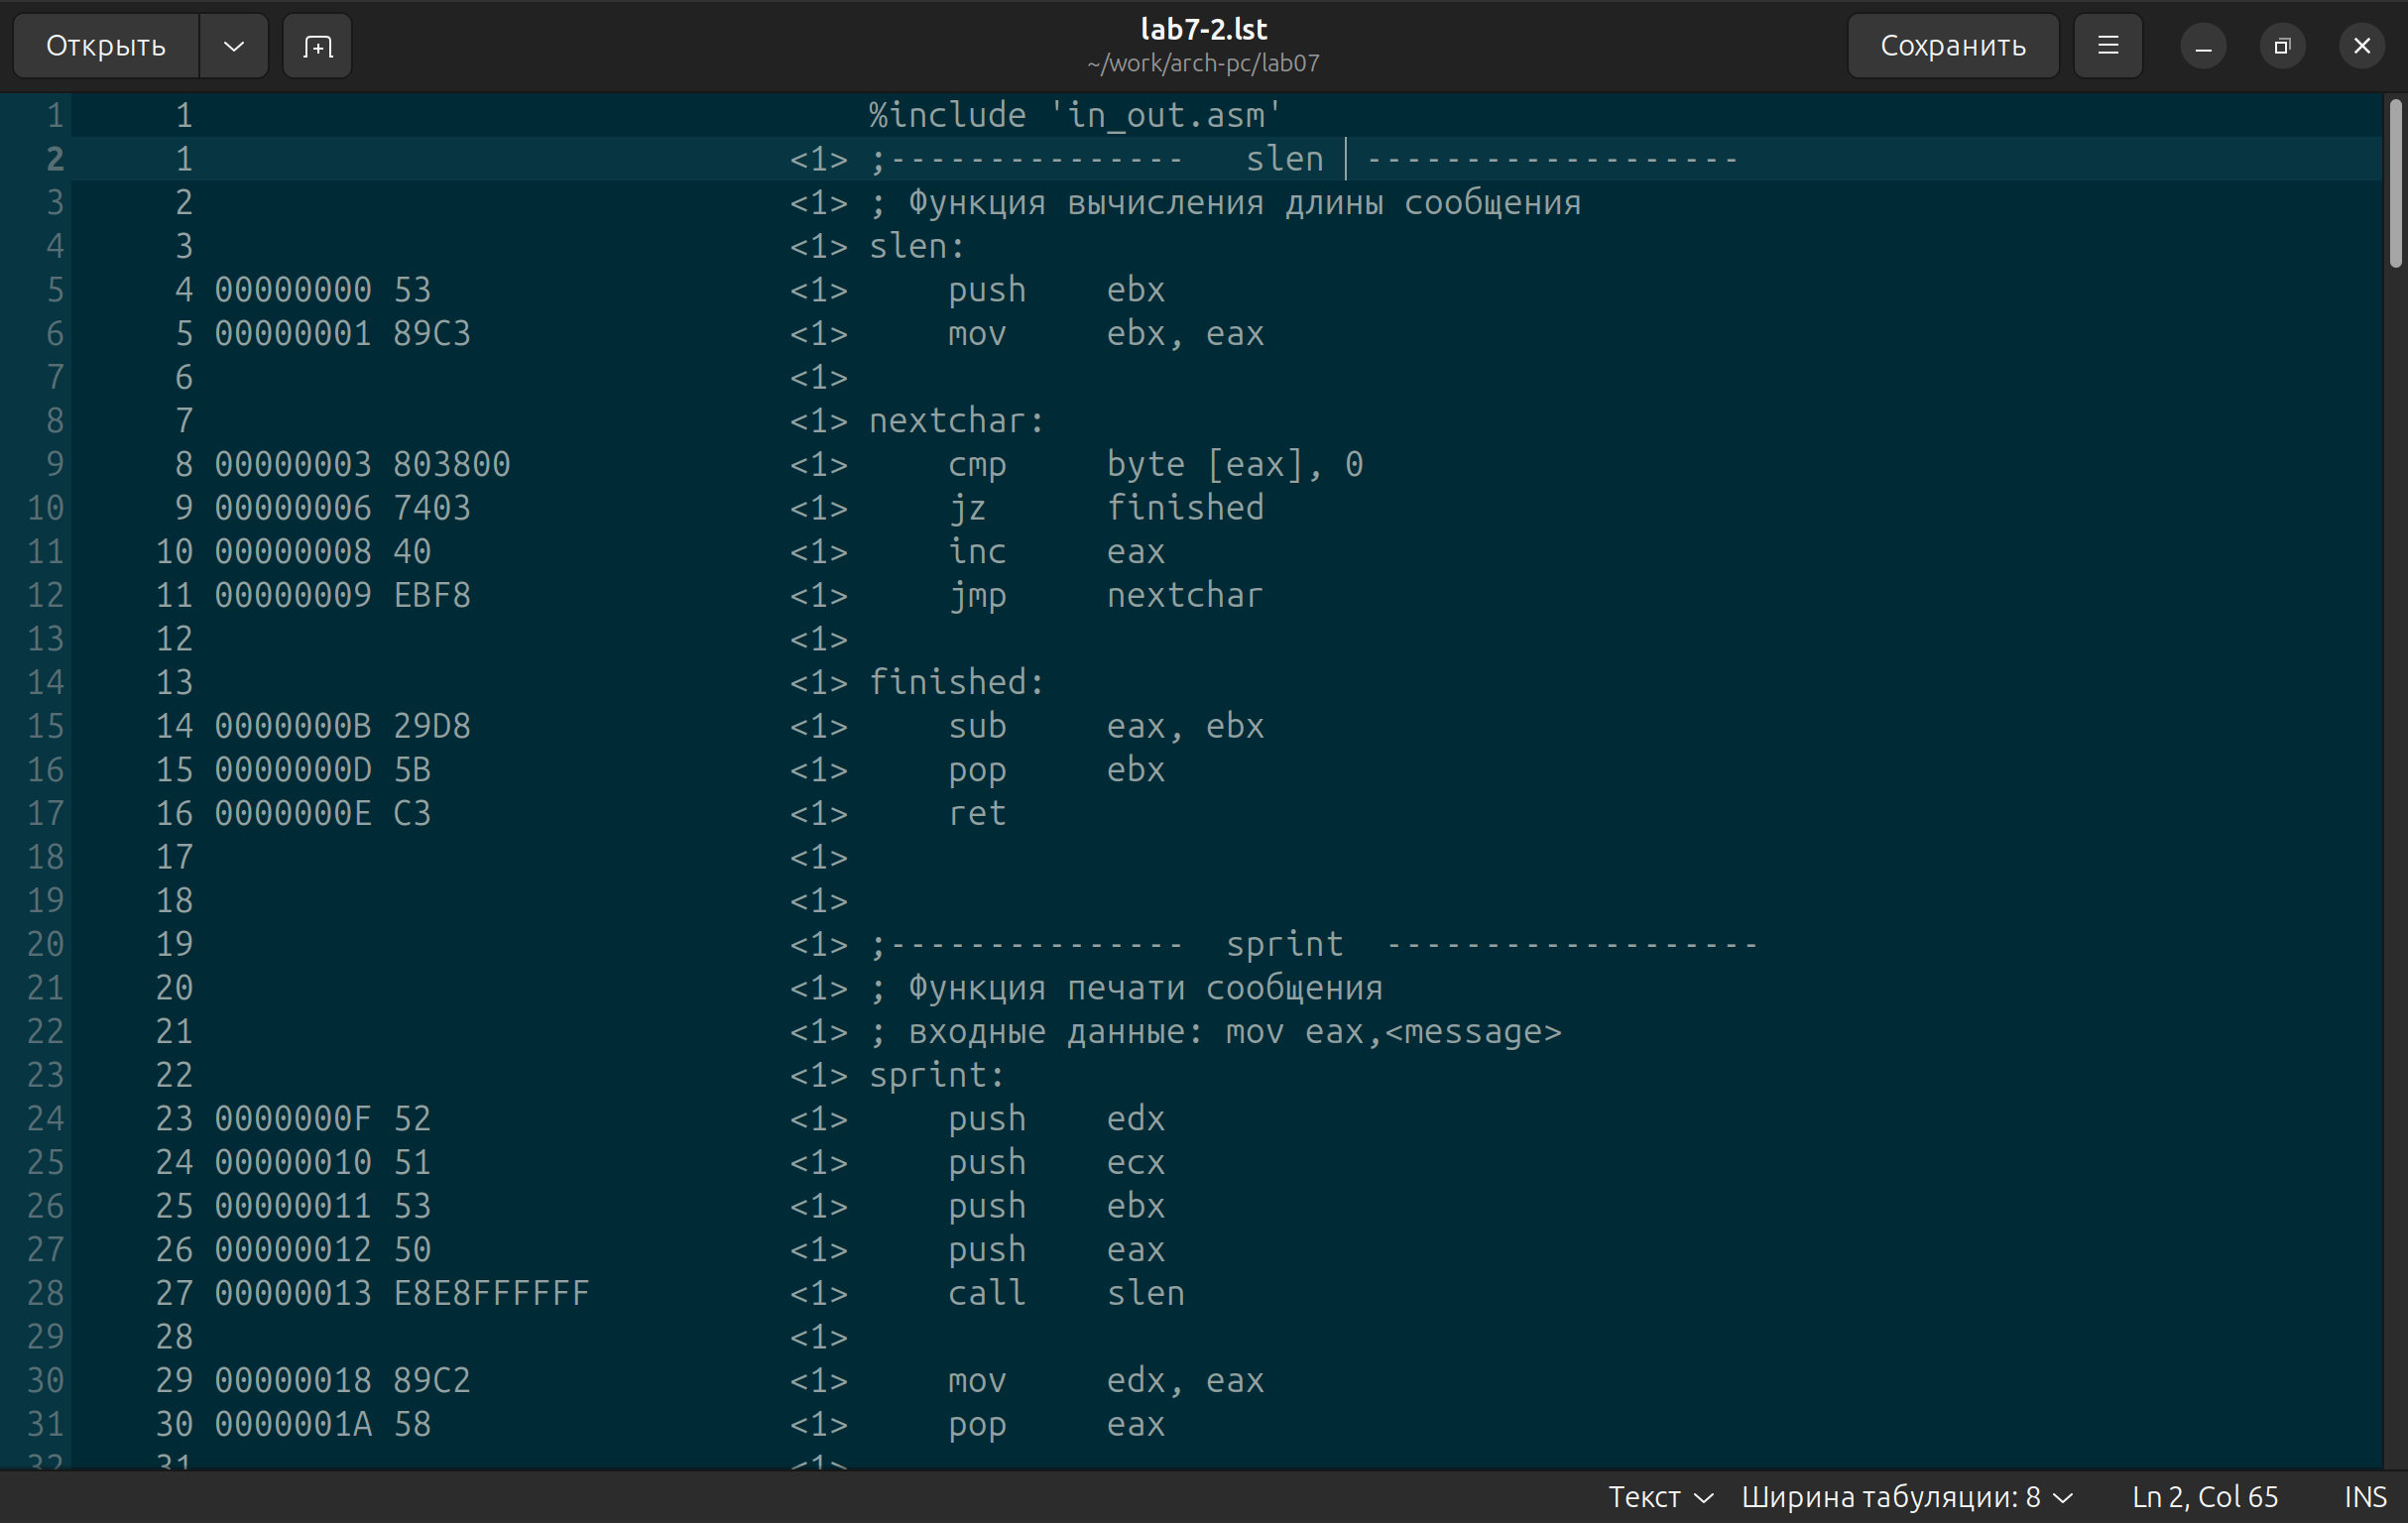 Открыть
lab7-2.lst
~/work/arch-pc/lab07
Сохранить
1 1 %include 'in_out.asm'
2 1 <1> ;--------------- slen -------------------
3 2 <1> ; Функция вычисления длины сообщения
4 3 <1> slen:
5 4 00000000 53 <1> push ebx
6 5 00000001 89C3 <1> mov ebx, eax
7 6 <1>
8 7 <1> nextchar:
9 8 00000003 803800 <1> cmp byte [eax], 0
10 9 00000006 7403 <1> jz finished
11 10 00000008 40 <1> inc eax
12 11 00000009 EBF8 <1> jmp nextchar
13 12 <1>
14 13 <1> finished:
15 14 0000000B 29D8 <1> sub eax, ebx
16 15 0000000D 5B <1> pop ebx
17 16 0000000E C3 <1> ret
18 17 <1>
19 18 <1>
20 19 <1> ;--------------- sprint -------------------
21 20 <1> ; Функция печати сообщения
22 21 <1> ; входные данные: mov eax,<message>
23 22 <1> sprint:
24 23 0000000F 52 <1> push edx
25 24 00000010 51 <1> push ecx
26 25 00000011 53 <1> push ebx
27 26 00000012 50 <1> push eax
28 27 00000013 E8E8FFFFFF <1> call slen
29 28 <1>
30 29 00000018 89C2 <1> mov edx, eax
31 30 0000001A 58 <1> pop eax
32 31 <1>
Текст Ширина табуляции: 8 Ln 2, Col 65 INS